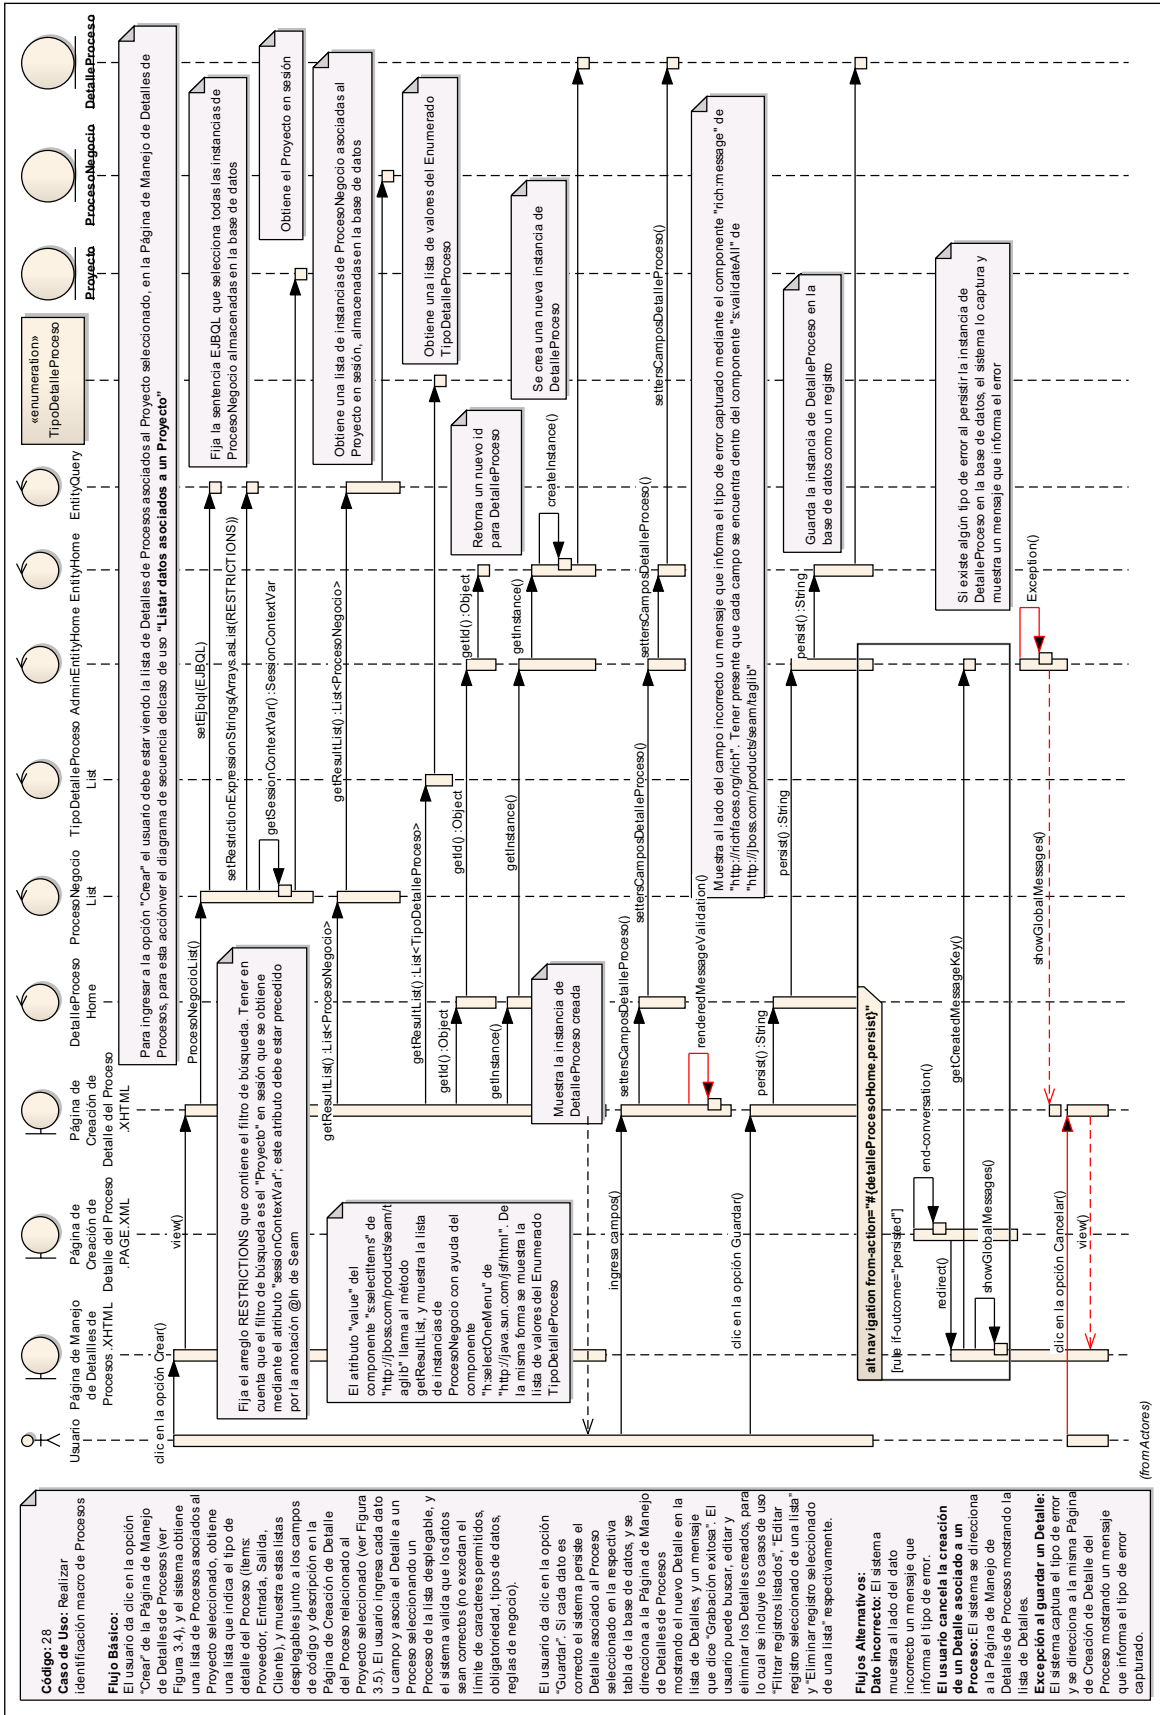 Código: 28
Caso de Uso: Realizar
identificación macro de Procesos
Flujo Básico:
El usuario da clic en la opción
"Crear" de la Página de Manejo
de Detalles de Procesos (ver
Figura 3.4), y el sistema obtiene
una lista de Procesos asociados al
Proyecto seleccionado, obtiene
una lista que indica el tipo de
detalle del Proceso (items:
Proveedor, Entrada, Salida,
Cliente), y muestra esas listas
desplegables junto a los campos
de código y descripción en la
Página de Creación de Detalle
del Proceso relacionado al
Proyecto seleccionado (ver Figura
3.5). El usuario ingresa cada dato
u campo y asocia el Detalle a un
Proceso seleccionando un
Proceso de la lista desplegable, y
el sistema valida que los datos
sean correctos (no excedan el
límite de caracteres permitidos,
obligatoriedad, tipos de datos,
reglas de negocio).
El usuario da clic en la opción
"Guardar". Si cada dato es
correcto el sistema persiste el
Detalle asociado al Proceso
seleccionado en la respectiva
tabla de la base de datos, y se
direcciona a la Página de Manejo
de Detalles de Procesos
mostrando el nuevo Detalle en la
lista de Detalles, y un mensaje
que dice "Grabación exitosa". El
usuario puede buscar, editar y
eliminar los Detalles creados, para
lo cual se incluye los casos de uso
"Filtrar registros listados", "Editar
registro seleccionado de una lista"
y "Eliminar registro seleccionado
de una lista" respectivamente.
Flujos Alternativos:
Dato incorrecto: El sistema
muestra al lado del dato
incorrecto un mensaje que
informa el tipo de error.
El usuario cancela la creación
de un Detalle asociado a un
Proceso: El sistema se direcciona
a la Página de Manejo de
Detalles de Procesos mostrando la
lista de Detalles.
Excepción al guardar un Detalle:
El sistema captura el tipo de error
y se direcciona a la misma Página
de Creación de Detalle del
Proceso mostrando un mensaje
que informa el tipo de error
capturado.
Usuario
Página de Manejo
de Detallles de
Procesos .XHTML
Página de
Creación de
Detalle del Proceso
.PAGE.XML
Página de
Creación de
Detalle del Proceso
.XHTML
DetalleProceso
Home
ProcesoNegocio
List
TipoDetalleProceso
List
AdminEntityHome
EntityHome
EntityQuery
«enumeration»
TipoDetalleProceso
Proyecto
ProcesoNegocio
DetalleProceso
Para ingresar a la opción "Crear" el usuario debe estar viendo la lista de Detalles de Procesos asociados al Proyecto seleccionado, en la Página de Manejo de Detalles de
Procesos, para esta acciónver el diagrama de secuencia delcaso de uso "Listar datos asociados a un Proyecto"
clic en la opción Crear()
view()
ProcesoNegocioList()
setEjbql(EJBQL)
Fija la sentencia EJBQL que selecciona todas las instancias de
ProcesoNegocio almacenadas en la base de datos
setRestrictionExpressionStrings(Arrays.asList(RESTRICTIONS))
Fija el arreglo RESTRICTIONS que contiene el filtro de búsqueda. Tener en
cuenta que el filtro de búsqueda es el "Proyecto" en sesión que se obtiene
mediante el atributo "sessionContextVar"; este atributo debe estar precedido
por la anotación @In de Seam
getSessionContextVar() :SessionContextVar
Obtiene el Proyecto en sesión
getResultList() :List<ProcesoNegocio>
getResultList() :List<ProcesoNegocio>
Obtiene una lista de instancias de ProcesoNegocio asociadas al
Proyecto en sesión, almacenadas en la base de datos
El atributo "value" del
componente "s:selectItems" de
"http://jboss.com/products/seam/t
aglib" llama al método
getResultList, y muestra la lista
de instancias de
ProcesoNegocio con ayuda del
componente
"h:selectOneMenu" de
"http://java.sun.com/jsf/html". De
la misma forma se muestra la
lista de valores del Enumerado
TipoDetalleProceso
getResultList() :List<TipoDetalleProceso>
Obtiene una lista de valores del Enumerado
TipoDetalleProceso
getId() :Object
getId() :Object
getId() :Object
Retorna un nuevo id
para DetalleProceso
getInstance()
getInstance()
getInstance()
createInstance()
Se crea una nueva instancia de
DetalleProceso
Muestra la instancia de
DetalleProceso creada
ingresa campos()
settersCamposDetalleProceso()
settersCamposDetalleProceso()
settersCamposDetalleProceso()
settersCamposDetalleProceso()
renderedMessageValidation()
Muestra al lado del campo incorrecto un mensaje que informa el tipo de error capturado mediante el componente "rich:message" de
"http://richfaces.org/rich". Tener presente que cada campo se encuentra dentro del componente "s:validateAll" de
"http://jboss.com/products/seam/taglib"
clic en la opción Guardar()
persist() :String
persist() :String
persist() :String
Guarda la instancia de DetalleProceso en la
base de datos como un registro
alt navigation from-action="#{detalleProcesoHome.persist}"
[rule if-outcome="persised"]
end-conversation()
redirect()
getCreatedMessageKey()
showGlobalMessages()
Si existe algún tipo de error al persistir la instancia de
DetalleProceso en la base de datos, el sistema lo captura y
muestra un mensaje que informa el error
Exception()
showGlobalMessages()
clic en la opción Cancelar()
view()
(from Actores)